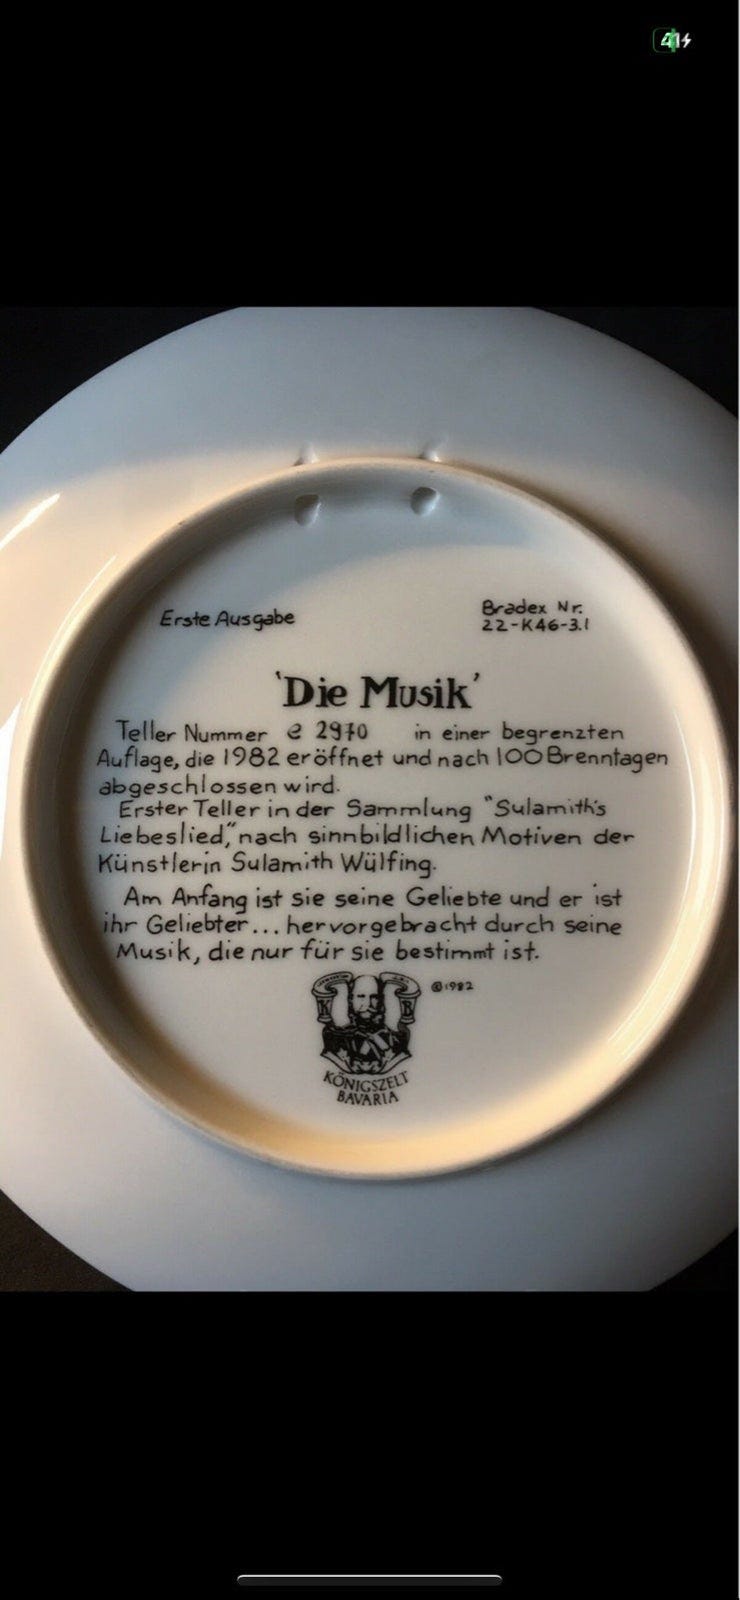 41
Erste Ausgabe
Bradex Nr.
22-K46-3.1
'Die Musik'
Teller Nummer e 2970 in einer begrenzten
Auflage, die 1982 eröffnet und nach 100 Brenntagen
abgeschlossen wird.
Erster Teller in der Sammlung "Sulamith's
Liebeslied," nach sinnbildlichen Motiven der
Künstlerin Sulamith Wülfing.
Am Anfang ist sie seine Geliebte und er ist
ihr Geliebter... hervorgebracht durch seine
Musik, die nur für sie bestimmt ist.
©1982
K B
KÖNIGSZELT
BAVARIA